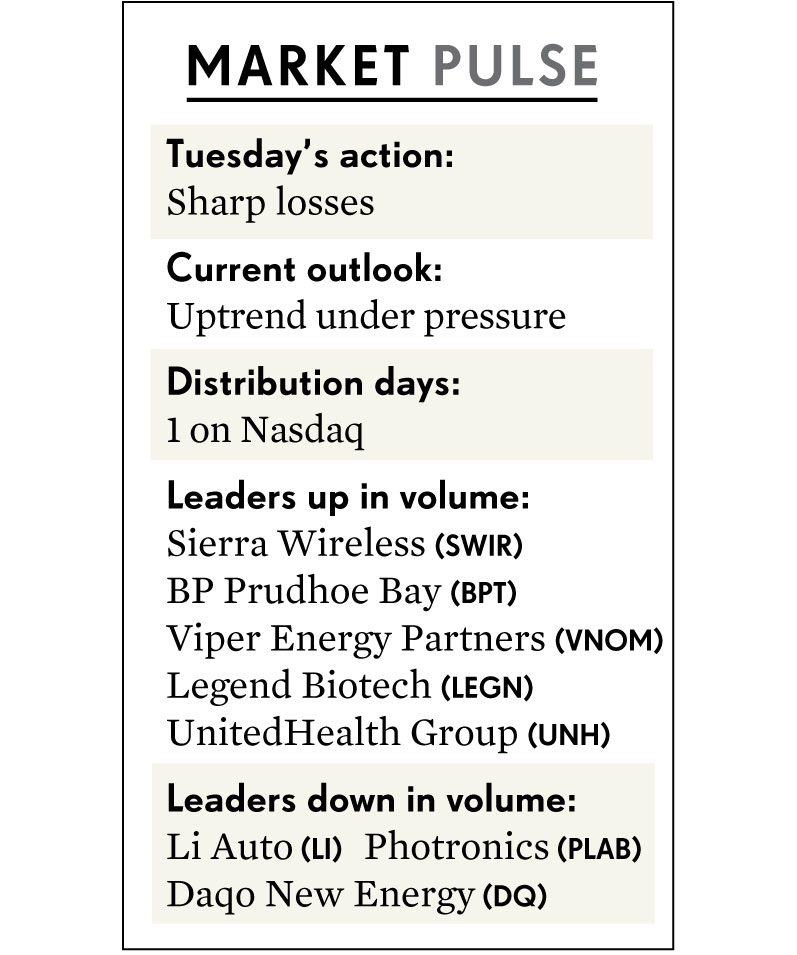 MARKET PULSE
Tuesday’s action:
Sharp losses
Current outlook:
Uptrend under pressure
Distribution days:
1 on Nasdaq
Leaders up in volume:
Sierra Wireless (SWIR)
BP Prudhoe Bay (BPT)
Viper Energy Partners (VNOM)
Legend Biotech (LEGN)
UnitedHealth Group (UNH)
Leaders down in volume:
Li Auto (LI) Photronics (PLAB)
Daqo New Energy (DQ)